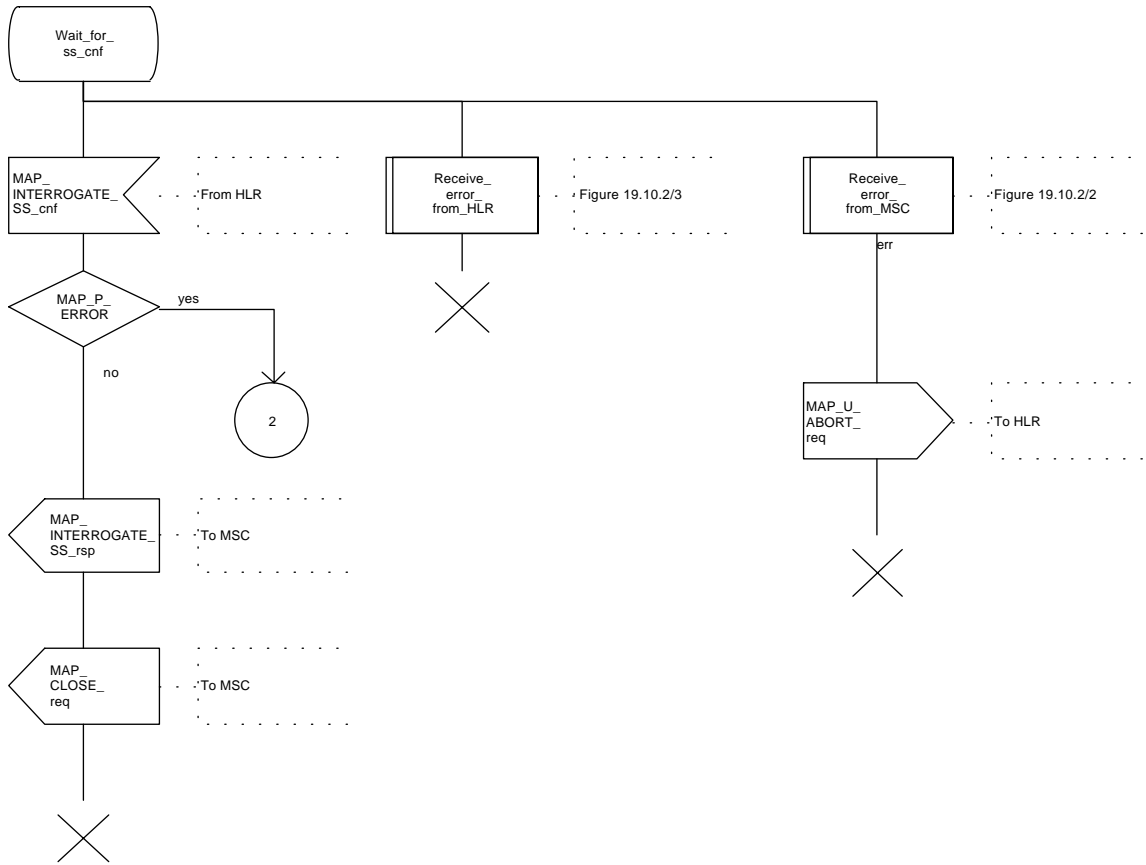 Wait_for_
ss_cnf
MAP_
INTERROGATE_
SS_cnf
From HLR
Receive_
error_
from_HLR
Figure 19.10.2/3
Receive_
error_
from_MSC
Figure 19.10.2/2
err
MAP_P_
ERROR
yes
no
2
MAP_U_
ABORT_
req
To HLR
MAP_
INTERROGATE_
SS_rsp
To MSC
MAP_
CLOSE_
req
To MSC